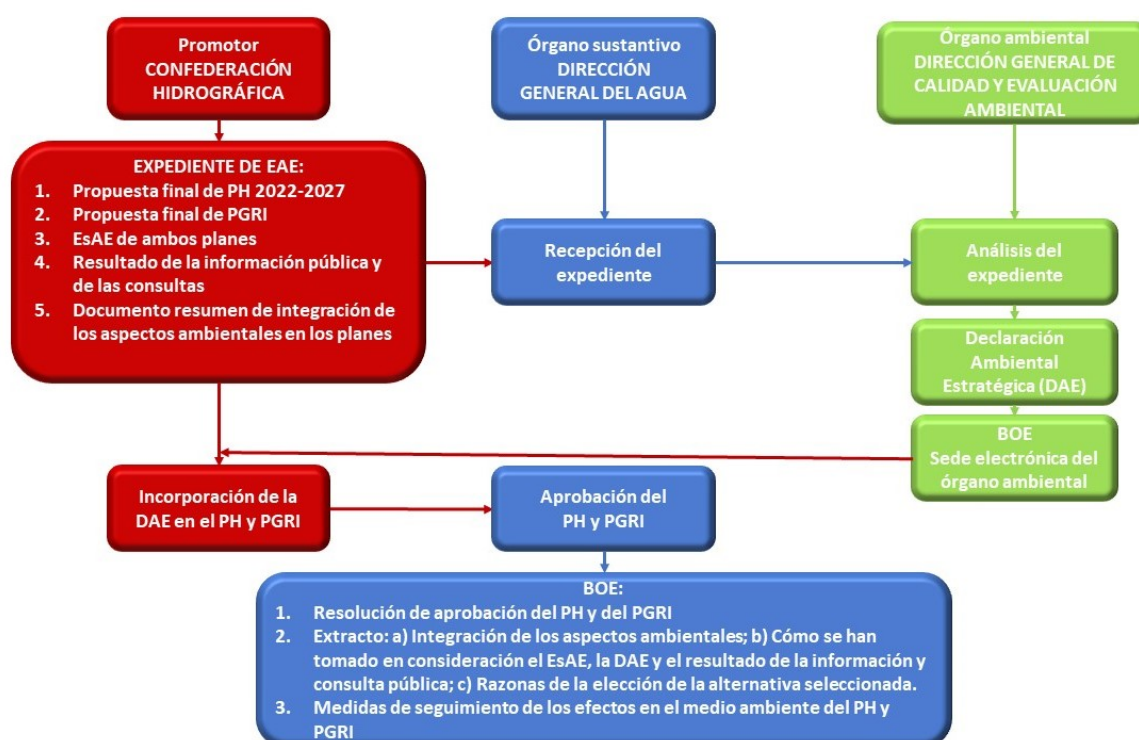 Promotor
CONFEDERACIÓN
HIDROGRÁFICA
Órgano sustantivo
DIRECCIÓN
GENERAL DEL AGUA
Órgano ambiental
DIRECCIÓN GENERAL DE
CALIDAD Y EVALUACIÓN
AMBIENTAL
EXPEDIENTE DE EAE:
1. Propuesta final de PH 2022-2027
2. Propuesta final de PGRI
3. EsAE de ambos planes
4. Resultado de la información pública y
de las consultas
5. Documento resumen de integración de
los aspectos ambientales en los planes
Recepción del
expediente
Análisis del
expediente
Declaración
Ambiental
Estratégica (DAE)
BOE
Sede electrónica del
órgano ambiental
Incorporación de la
DAE en el PH y PGRI
Aprobación del
PH y PGRI
BOE:
1. Resolución de aprobación del PH y del PGRI
2. Extracto: a) Integración de los aspectos ambientales; b) Cómo se han
tomado en consideración el EsAE, la DAE y el resultado de la información y
consulta pública; c) Razonas de la elección de la alternativa seleccionada.
3. Medidas de seguimiento de los efectos en el medio ambiente del PH y
PGRI